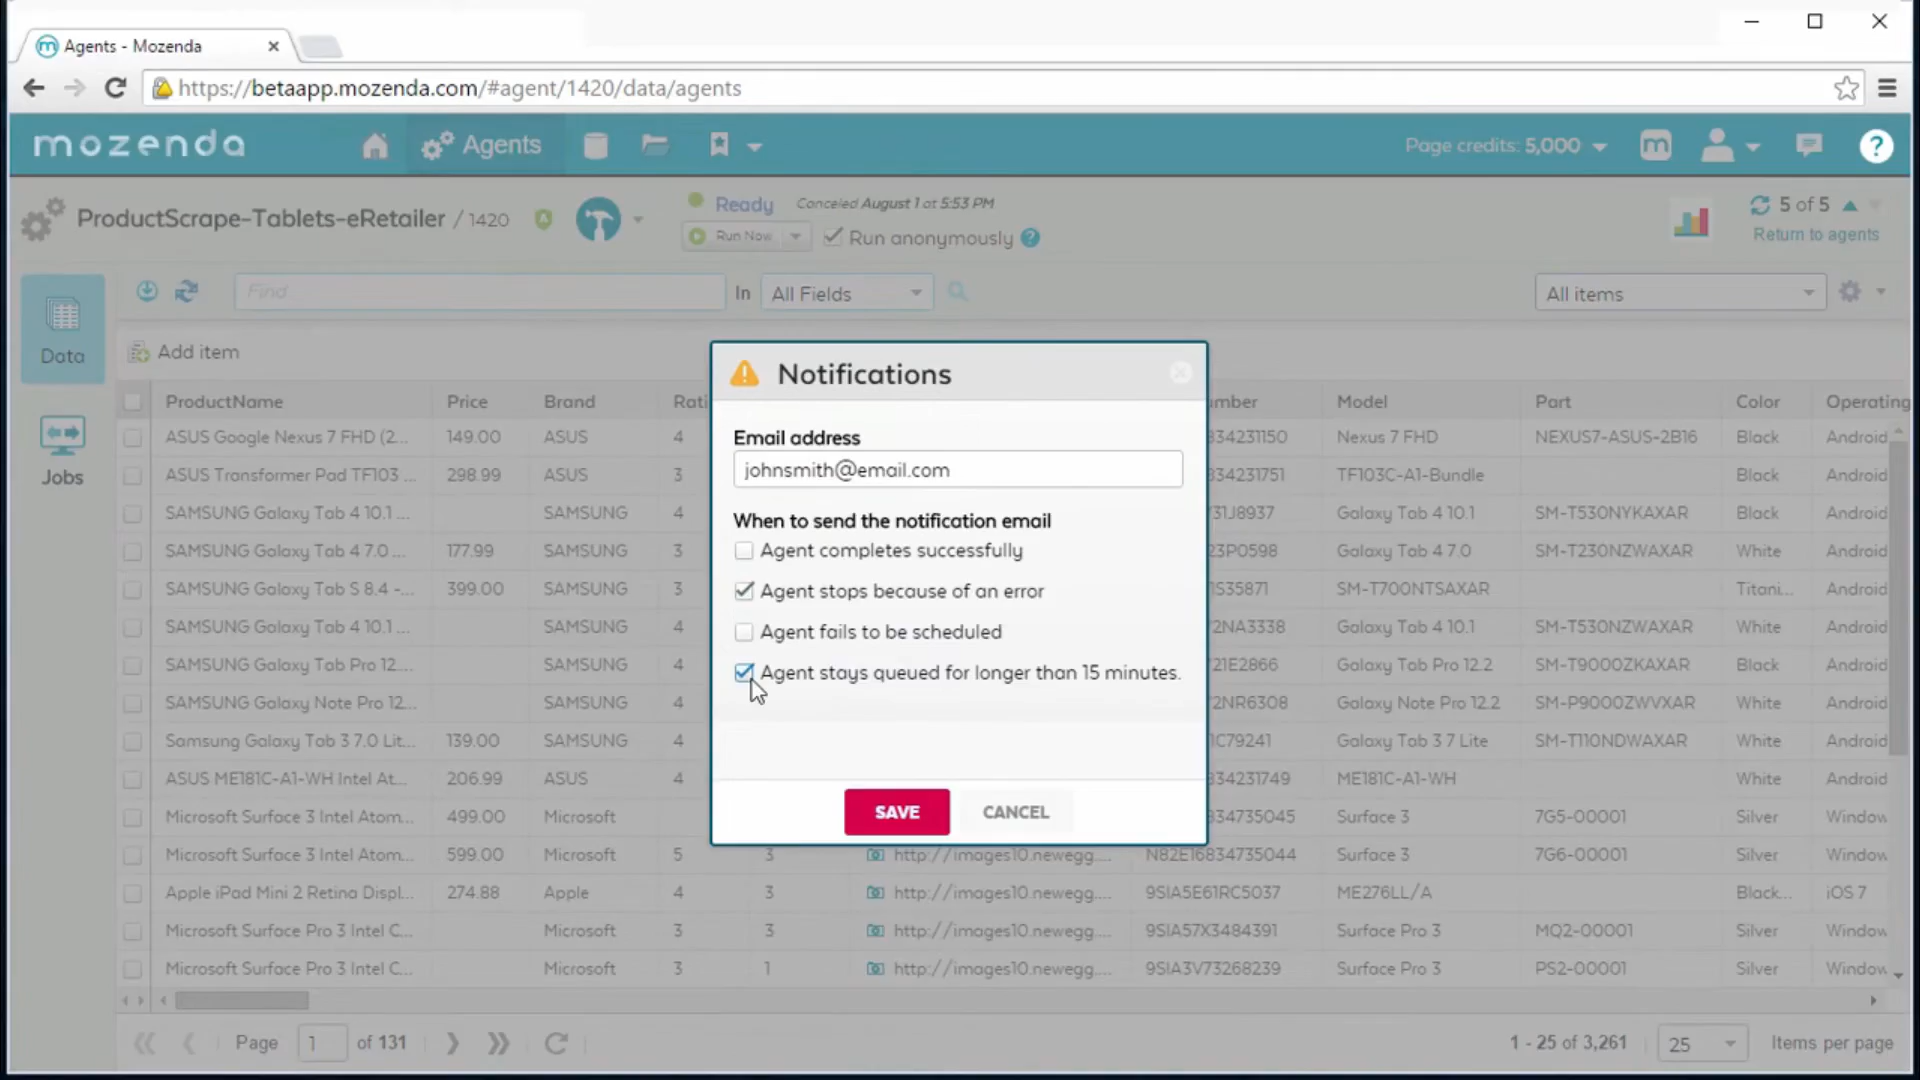 Agents - Mozenda
https://betaapp.mozenda.com/#agent/1420/data/agents
mozenda Agents Page credits: 5,000 m ?
ProductScrape-Tablets-eRetailer / 1420 Ready Canceled August 1 at 5:53 PM 5 of 5
Run Now Run anonymously ? Return to agents
Data Find In All Fields All items
Add item
Jobs
Notifications
Email address
johnsmith@email.com
When to send the notification email
Agent completes successfully
Agent stops because of an error
Agent fails to be scheduled
Agent stays queued for longer than 15 minutes.
SAVE CANCEL
ProductName Price Brand Rati umber Model Part Color Operating
ASUS Google Nexus 7 FHD (2... 149.00 ASUS 4 834231150 Nexus 7 FHD NEXUS7-ASUS-2B16 Black Android
ASUS Transformer Pad TF103 ... 298.99 ASUS 3 834231751 TF103C-A1-Bundle Black Android
SAMSUNG Galaxy Tab 4 10.1 ... SAMSUNG 4 731J8937 Galaxy Tab 4 10.1 SM-T530NYKAXAR Black Android
SAMSUNG Galaxy Tab 4 7.0 ... 177.99 SAMSUNG 3 23P0598 Galaxy Tab 4 7.0 SM-T230NZWAXAR White Android
SAMSUNG Galaxy Tab S 8.4 -... 399.00 SAMSUNG 3 1S35871 SM-T700NTSAXAR Titani... Android
SAMSUNG Galaxy Tab 4 10.1 ... SAMSUNG 4 72NA3338 Galaxy Tab 4 10.1 SM-T530NZWAXAR White Android
SAMSUNG Galaxy Tab Pro 12... SAMSUNG 4 721E2866 Galaxy Tab Pro 12.2 SM-T9000ZKAXAR Black Android
SAMSUNG Galaxy Note Pro 12... SAMSUNG 4 72NR6308 Galaxy Note Pro 12.2 SM-P9000ZWVXAR White Android
Samsung Galaxy Tab 3 7.0 Lit... 139.00 SAMSUNG 4 1C79241 Galaxy Tab 3 7 Lite SM-T110NDWAXAR White Android
ASUS ME181C-A1-WH Intel At... 206.99 ASUS 4 834231749 ME181C-A1-WH White Android
Microsoft Surface 3 Intel Atom... 499.00 Microsoft 834735045 Surface 3 7G5-00001 Silver Window
Microsoft Surface 3 Intel Atom... 599.00 Microsoft 5 3 http://images10.newegg.... N82E16834735044 Surface 3 7G6-00001 Silver Window
Apple iPad Mini 2 Retina Displ... 274.88 Apple 4 3 http://images10.newegg.... 9SIA5E61RC5037 ME276LL/A Black... iOS 7
Microsoft Surface Pro 3 Intel C... Microsoft 3 3 http://images10.newegg.... 9SIA57X3484391 Surface Pro 3 MQ2-00001 Silver Window
Microsoft Surface Pro 3 Intel C... Microsoft 3 1 http://images10.newegg.... 9SIA3V73268239 Surface Pro 3 PS2-00001 Silver Window
Page 1 of 131 1 - 25 of 3,261 25 Items per page